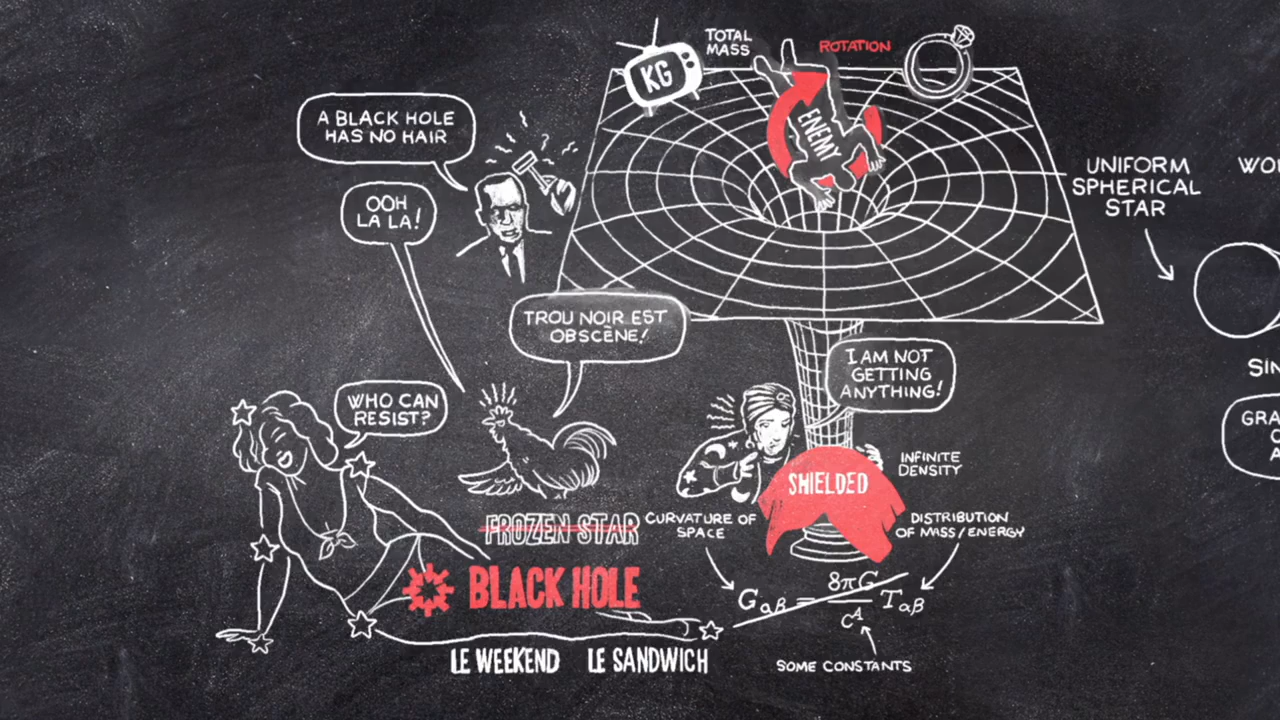 TOTAL
MASS
ROTATION
KG
ENEMY
A BLACK HOLE
HAS NO HAIR
OOH
LA LA!
UNIFORM
SPHERICAL
STAR
TROU NOIR EST
OBSCÈNE!
I AM NOT
GETTING
ANYTHING!
WHO CAN
RESIST?
INFINITE
DENSITY
SHIELDED
FROZEN STAR
CURVATURE OF
SPACE
DISTRIBUTION
OF MASS/ENERGY
BLACK HOLE
Gαβ = 8πG/c⁴ Tαβ
SOME CONSTANTS
LE WEEKEND LE SANDWICH